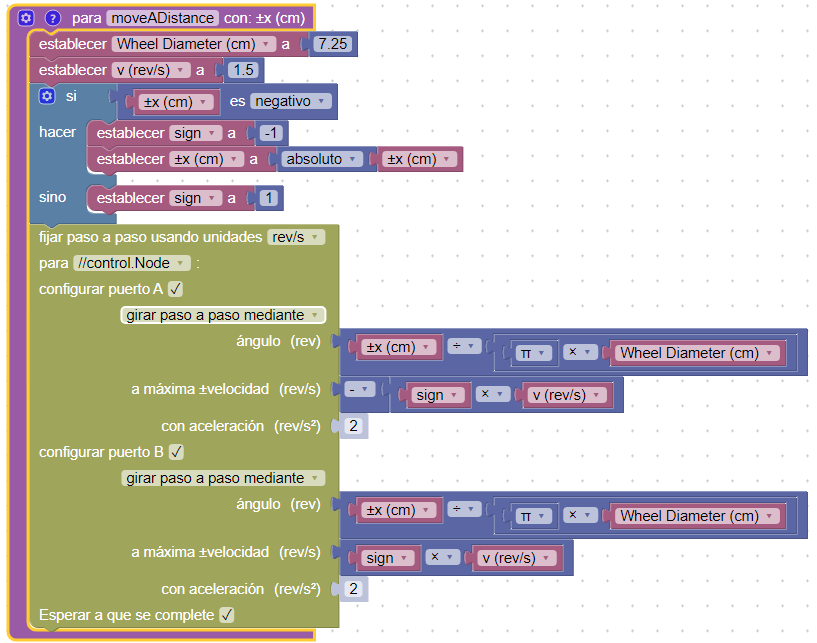 para moveADistance con: ±x (cm)
establecer Wheel Diameter (cm) a 7.25
establecer v (rev/s) a 1.5
si ±x (cm) es negativo
hacer establecer sign a -1
establecer ±x (cm) a absoluto ±x (cm)
sino establecer sign a 1
fijar paso a paso usando unidades rev/s
para //control.Node :
configurar puerto A ✓
girar paso a paso mediante
ángulo (rev) ±x (cm) ÷ π × Wheel Diameter (cm)
a máxima ±velocidad (rev/s) - sign × v (rev/s)
con aceleración (rev/s²) 2
configurar puerto B ✓
girar paso a paso mediante
ángulo (rev) ±x (cm) ÷ π × Wheel Diameter (cm)
a máxima ±velocidad (rev/s) sign × v (rev/s)
con aceleración (rev/s²) 2
Esperar a que se complete ✓